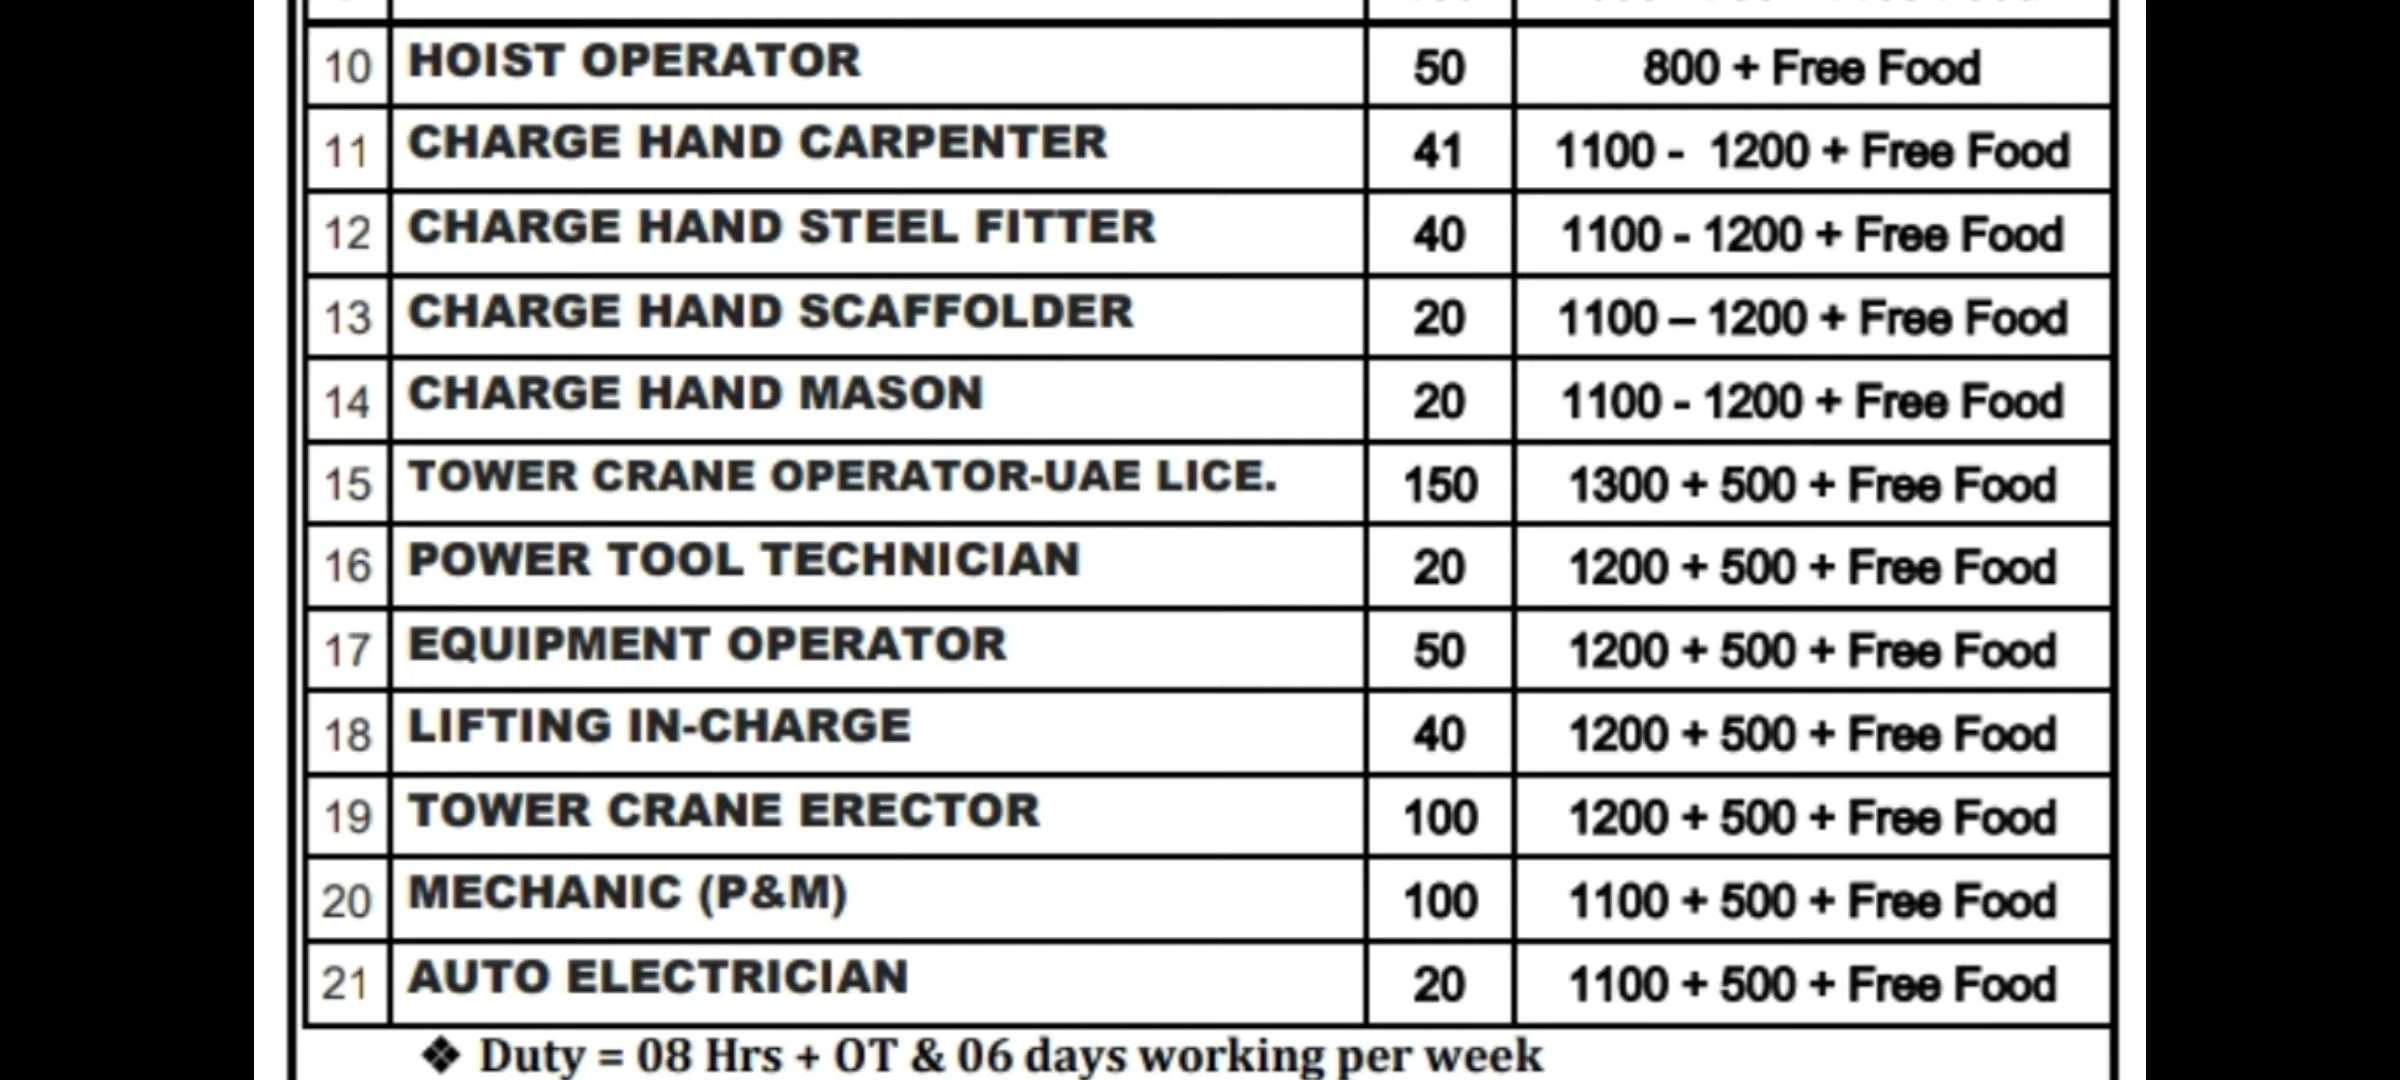 10 HOIST OPERATOR 50 800 + Free Food
11 CHARGE HAND CARPENTER 41 1100 - 1200 + Free Food
12 CHARGE HAND STEEL FITTER 40 1100 - 1200 + Free Food
13 CHARGE HAND SCAFFOLDER 20 1100 – 1200 + Free Food
14 CHARGE HAND MASON 20 1100 - 1200 + Free Food
15 TOWER CRANE OPERATOR-UAE LICE. 150 1300 + 500 + Free Food
16 POWER TOOL TECHNICIAN 20 1200 + 500 + Free Food
17 EQUIPMENT OPERATOR 50 1200 + 500 + Free Food
18 LIFTING IN-CHARGE 40 1200 + 500 + Free Food
19 TOWER CRANE ERECTOR 100 1200 + 500 + Free Food
20 MECHANIC (P&M) 100 1100 + 500 + Free Food
21 AUTO ELECTRICIAN 20 1100 + 500 + Free Food
❖ Duty = 08 Hrs + OT & 06 days working per week